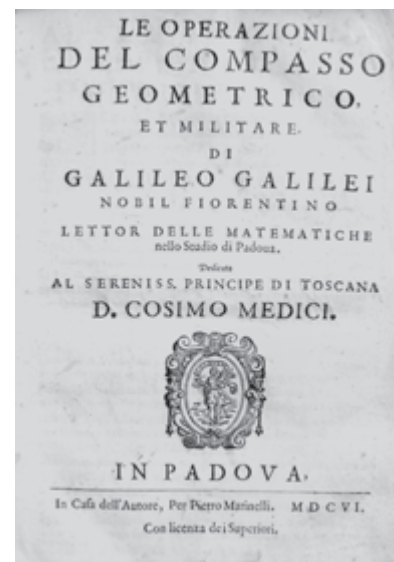 LE OPERAZIONI
DEL COMPASSO
GEOMETRICO,
ET MILITARE.
DI
GALILEO GALILEI
NOBIL FIORENTINO
LETTOR DELLE MATEMATICHE
nello Studio di Padoua.
Dedicate
AL SERENISS. PRINCIPE DI TOSCANA
D. COSIMO MEDICI.
IN PADOVA,
In Casa dell'Autore, Per Pietro Marinelli. MDCVI.
Con licenza dei Superiori.